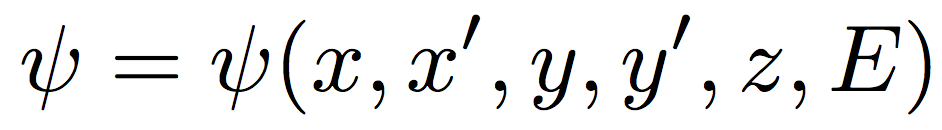 ψ = ψ(x, x′, y, y′, z, E)